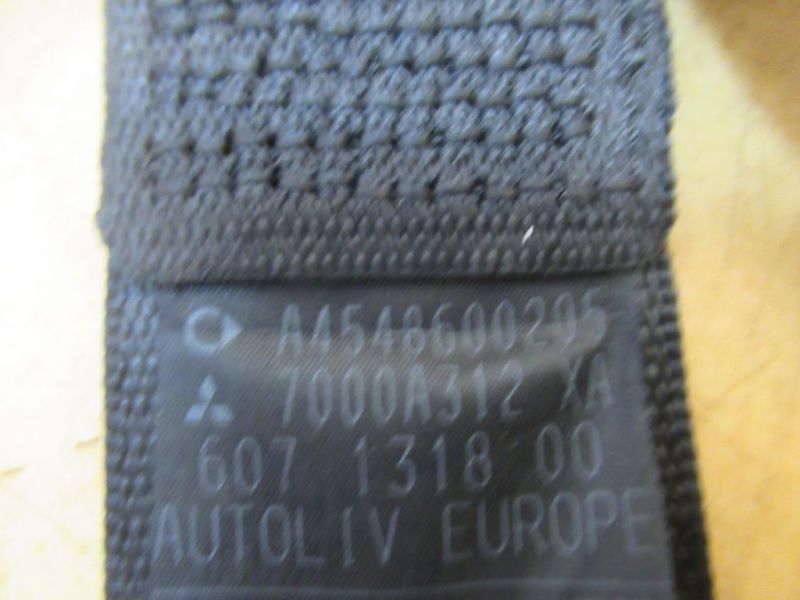 A4548600205
7000A312 XA
607 1318 00
AUTOLIV EUROPE